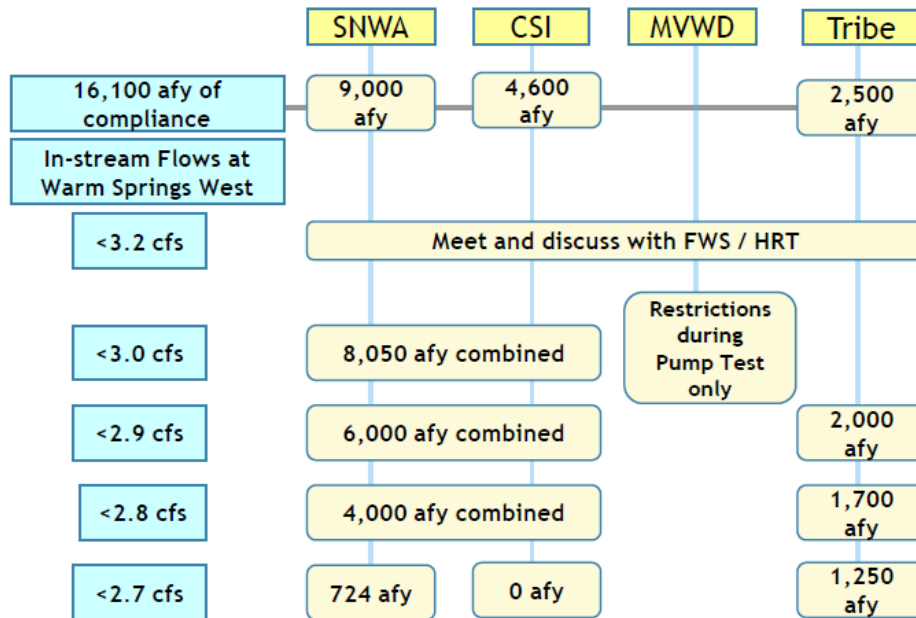 SNWA CSI MVWD Tribe
16,100 afy of
compliance
9,000
afy
4,600
afy
2,500
afy
In-stream Flows at
Warm Springs West
<3.2 cfs
Meet and discuss with FWS / HRT
Restrictions
during
Pump Test
only
<3.0 cfs
8,050 afy combined
<2.9 cfs
6,000 afy combined
2,000
afy
<2.8 cfs
4,000 afy combined
1,700
afy
<2.7 cfs
724 afy
0 afy
1,250
afy